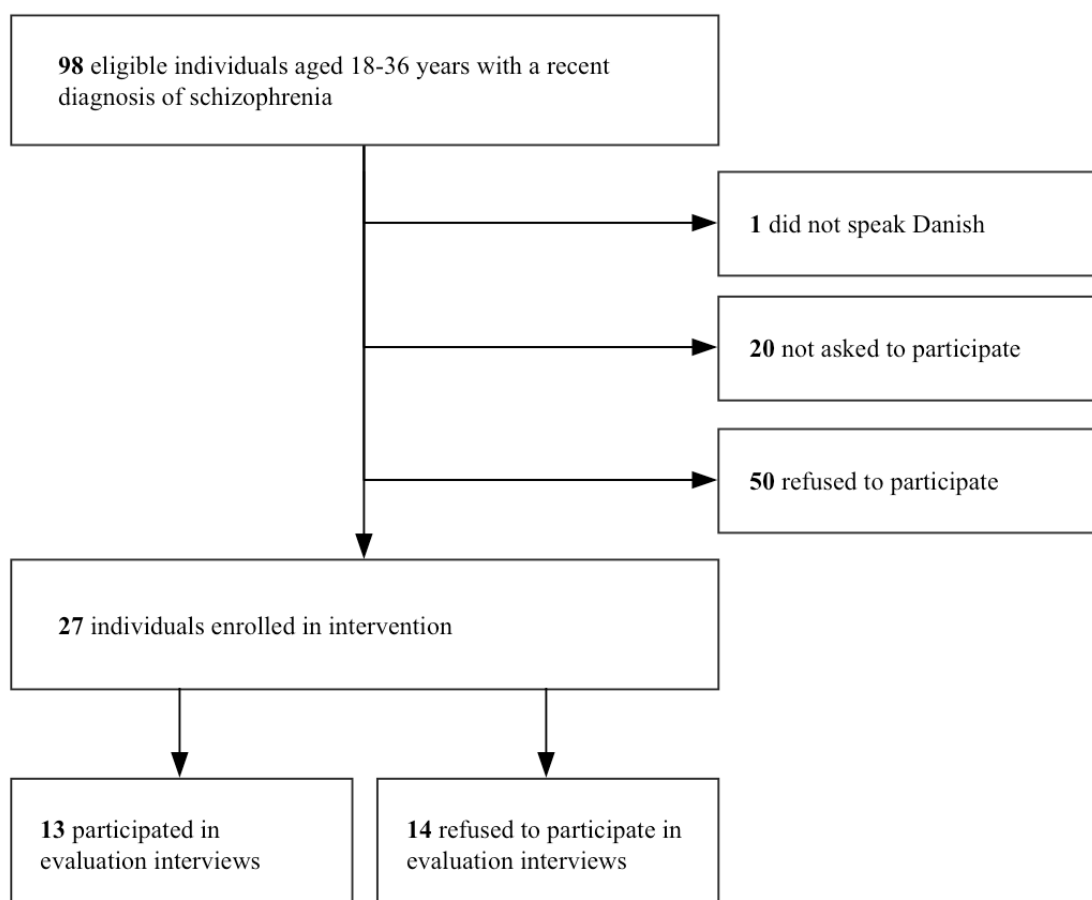 98 eligible individuals aged 18-36 years with a recent
diagnosis of schizophrenia
1 did not speak Danish
20 not asked to participate
50 refused to participate
27 individuals enrolled in intervention
13 participated in
evaluation interviews
14 refused to participate in
evaluation interviews